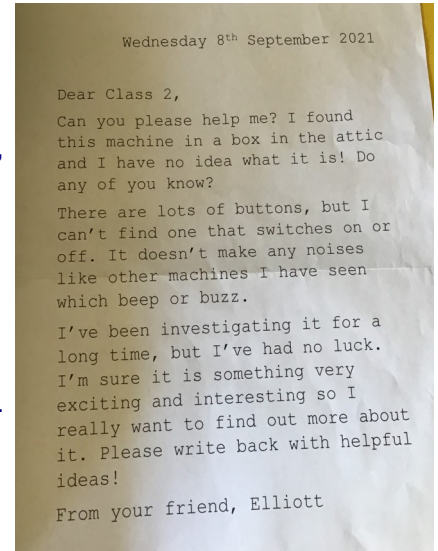 Wednesday 8th September 2021
Dear Class 2,
Can you please help me? I found
this machine in a box in the attic
and I have no idea what it is! Do
any of you know?
There are lots of buttons, but I
can't find one that switches on or
off. It doesn't make any noises
like other machines I have seen
which beep or buzz.
I've been investigating it for a
long time, but I've had no luck.
I'm sure it is something very
exciting and interesting so I
really want to find out more about
it. Please write back with helpful
ideas!
From your friend, Elliott